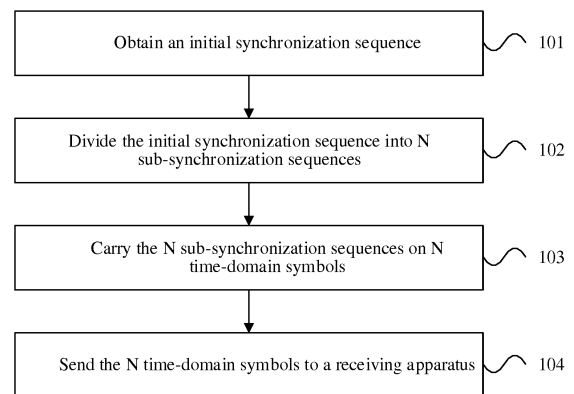 Obtain an initial synchronization sequence
101
Divide the initial synchronization sequence into N
sub-synchronization sequences
102
Carry the N sub-synchronization sequences on N
time-domain symbols
103
Send the N time-domain symbols to a receiving apparatus
104